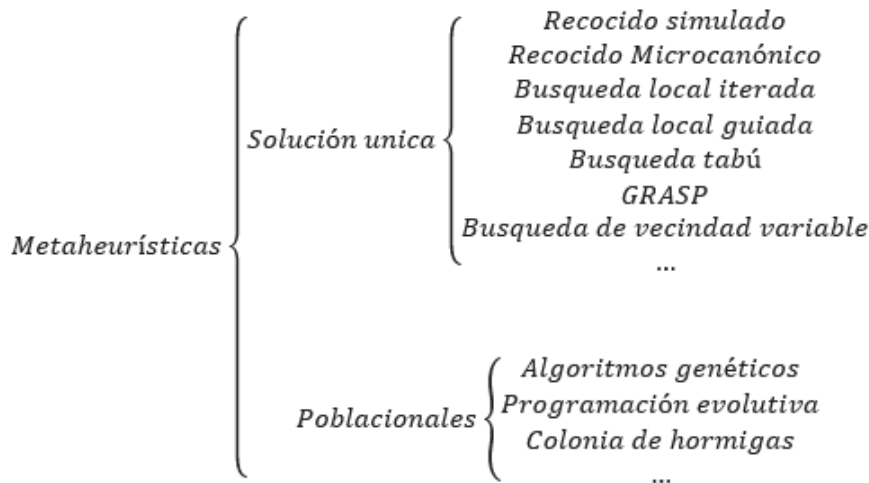 Metaheurísticas
Solución unica
Recocido simulado
Recocido Microcanónico
Busqueda local iterada
Busqueda local guiada
Busqueda tabú
GRASP
Busqueda de vecindad variable
...
Poblacionales
Algoritmos genéticos
Programación evolutiva
Colonia de hormigas
...